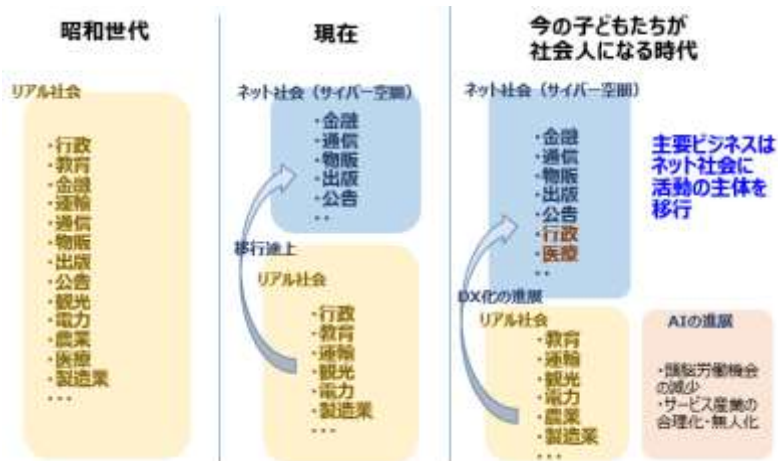 昭和世代
リアル社会
・行政
・教育
・金融
・運輸
・通信
・物販
・出版
・公告
・観光
・電力
・農業
・医療
・製造業
・・・
現在
ネット社会（サイバー空間）
・金融
・通信
・物販
・出版
・公告
・・
移行途上
リアル社会
・行政
・教育
・運輸
・観光
・電力
・製造業
・・・
今の子どもたちが
社会人になる時代
ネット社会（サイバー空間）
・金融
・通信
・物販
・出版
・公告
・行政
・医療
・・
主要ビジネスは
ネット社会に
活動の主体を
移行
DX化の進展
リアル社会
・教育
・運輸
・観光
・電力
・農業
・製造業
・・・
AIの進展
・頭脳労働機会
の減少
・サービス産業の
合理化・無人化